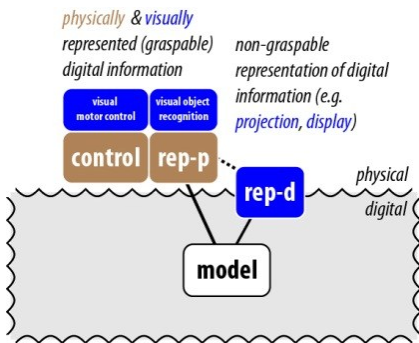 physically & visually
represented (graspable)
digital information
non-graspable
representation of digital
information (e.g.
projection, display)
visual
motor control
visual object
recognition
control
rep-p
rep-d
physical
digital
model